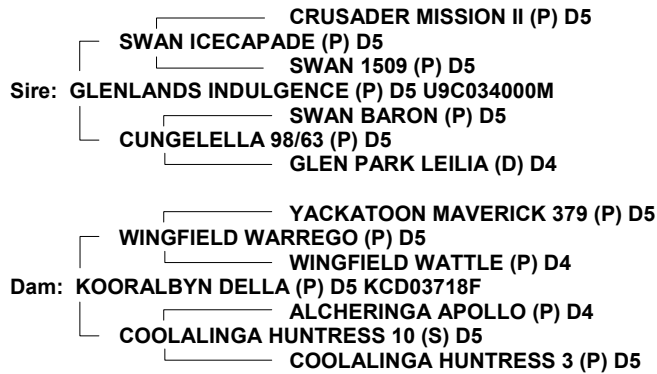 CRUSADER MISSION II (P) D5
SWAN ICECAPADE (P) D5
SWAN 1509 (P) D5
Sire: GLENLANDS INDULGENCE (P) D5 U9C034000M
SWAN BARON (P) D5
CUNGELELLA 98/63 (P) D5
GLEN PARK LEILIA (D) D4
YACKATOON MAVERICK 379 (P) D5
WINGFIELD WARREGO (P) D5
WINGFIELD WATTLE (P) D4
Dam: KOORALBYN DELLA (P) D5 KCD03718F
ALCHERINGA APOLLO (P) D4
COOLALINGA HUNTRESS 10 (S) D5
COOLALINGA HUNTRESS 3 (P) D5